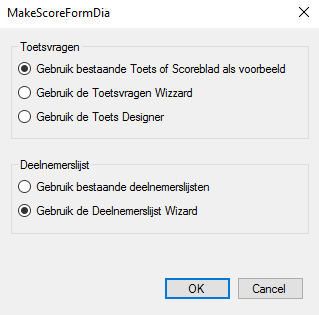 MakeScoreFormDia
Toetsvragen
Gebruik bestaande Toets of Scoreblad als voorbeeld
Gebruik de Toetsvragen Wizzard
Gebruik de Toets Designer
Deelnemerslijst
Gebruik bestaande deelnemerslijsten
Gebruik de Deelnemerslijst Wizard
OK
Cancel